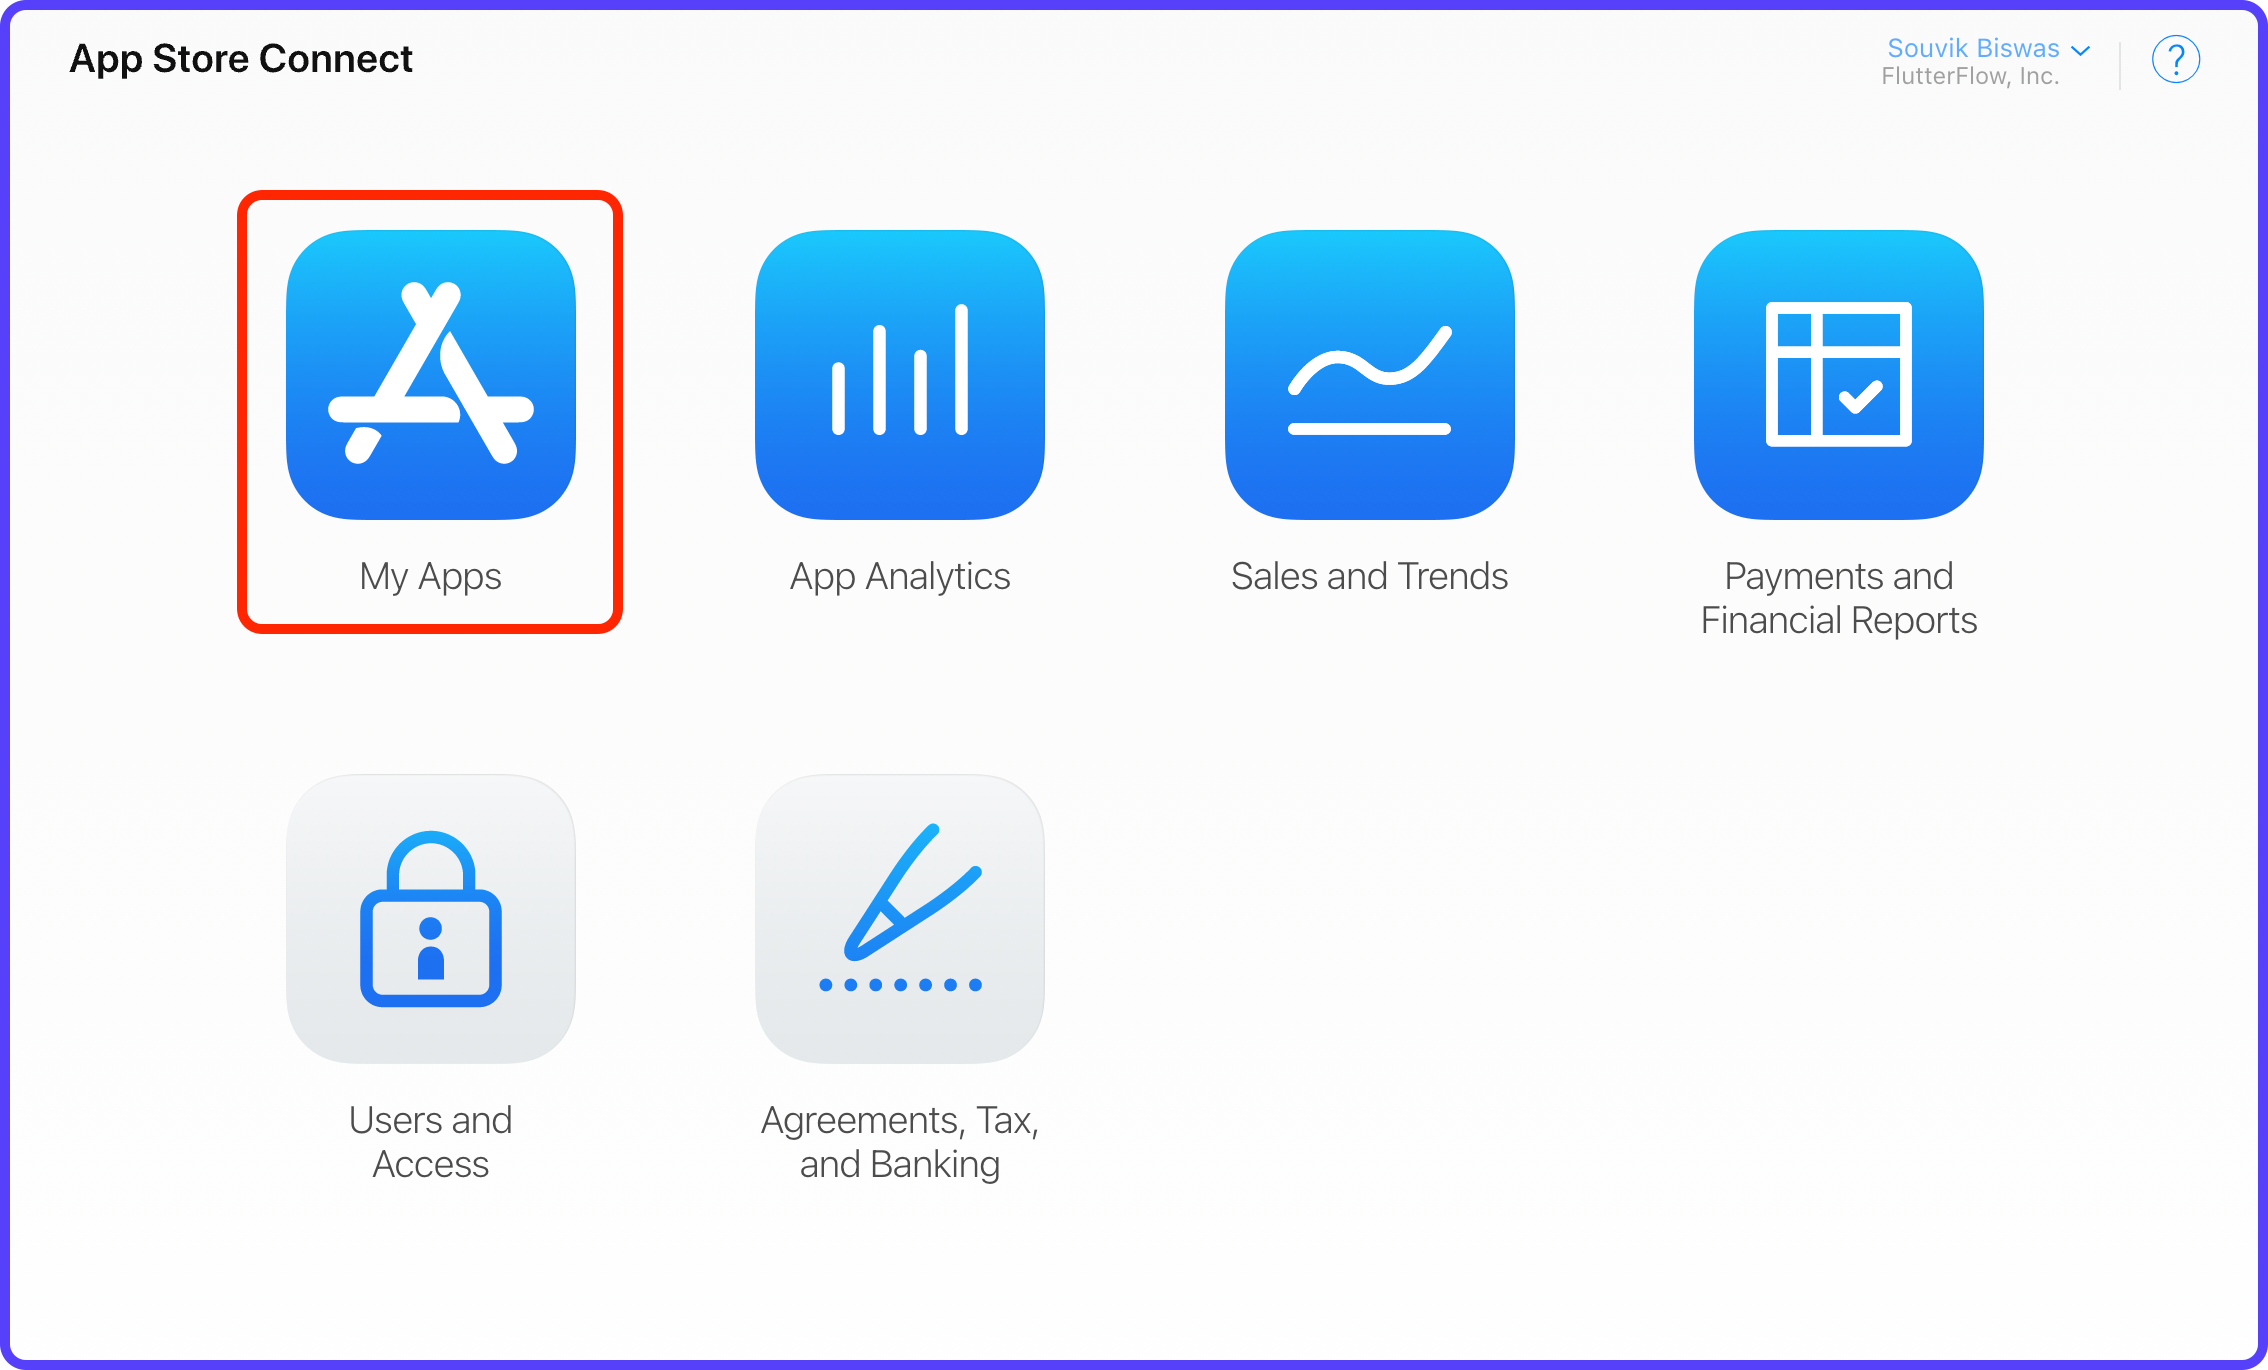 App Store Connect
Souvik Biswas
FlutterFlow, Inc.
?
My Apps
App Analytics
Sales and Trends
Payments and
Financial Reports
Users and
Access
Agreements, Tax,
and Banking